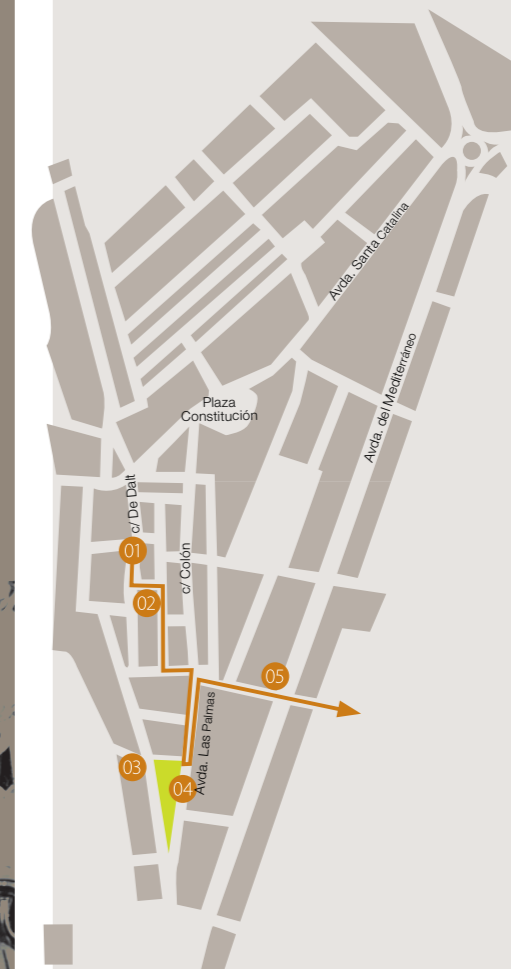 Avda. Santa Catalina
Avda. del Mediterráneo
Plaza
Constitución
c/ De Dalt
c/ Colón
01
02
05
Avda. Las Palmas
03
04